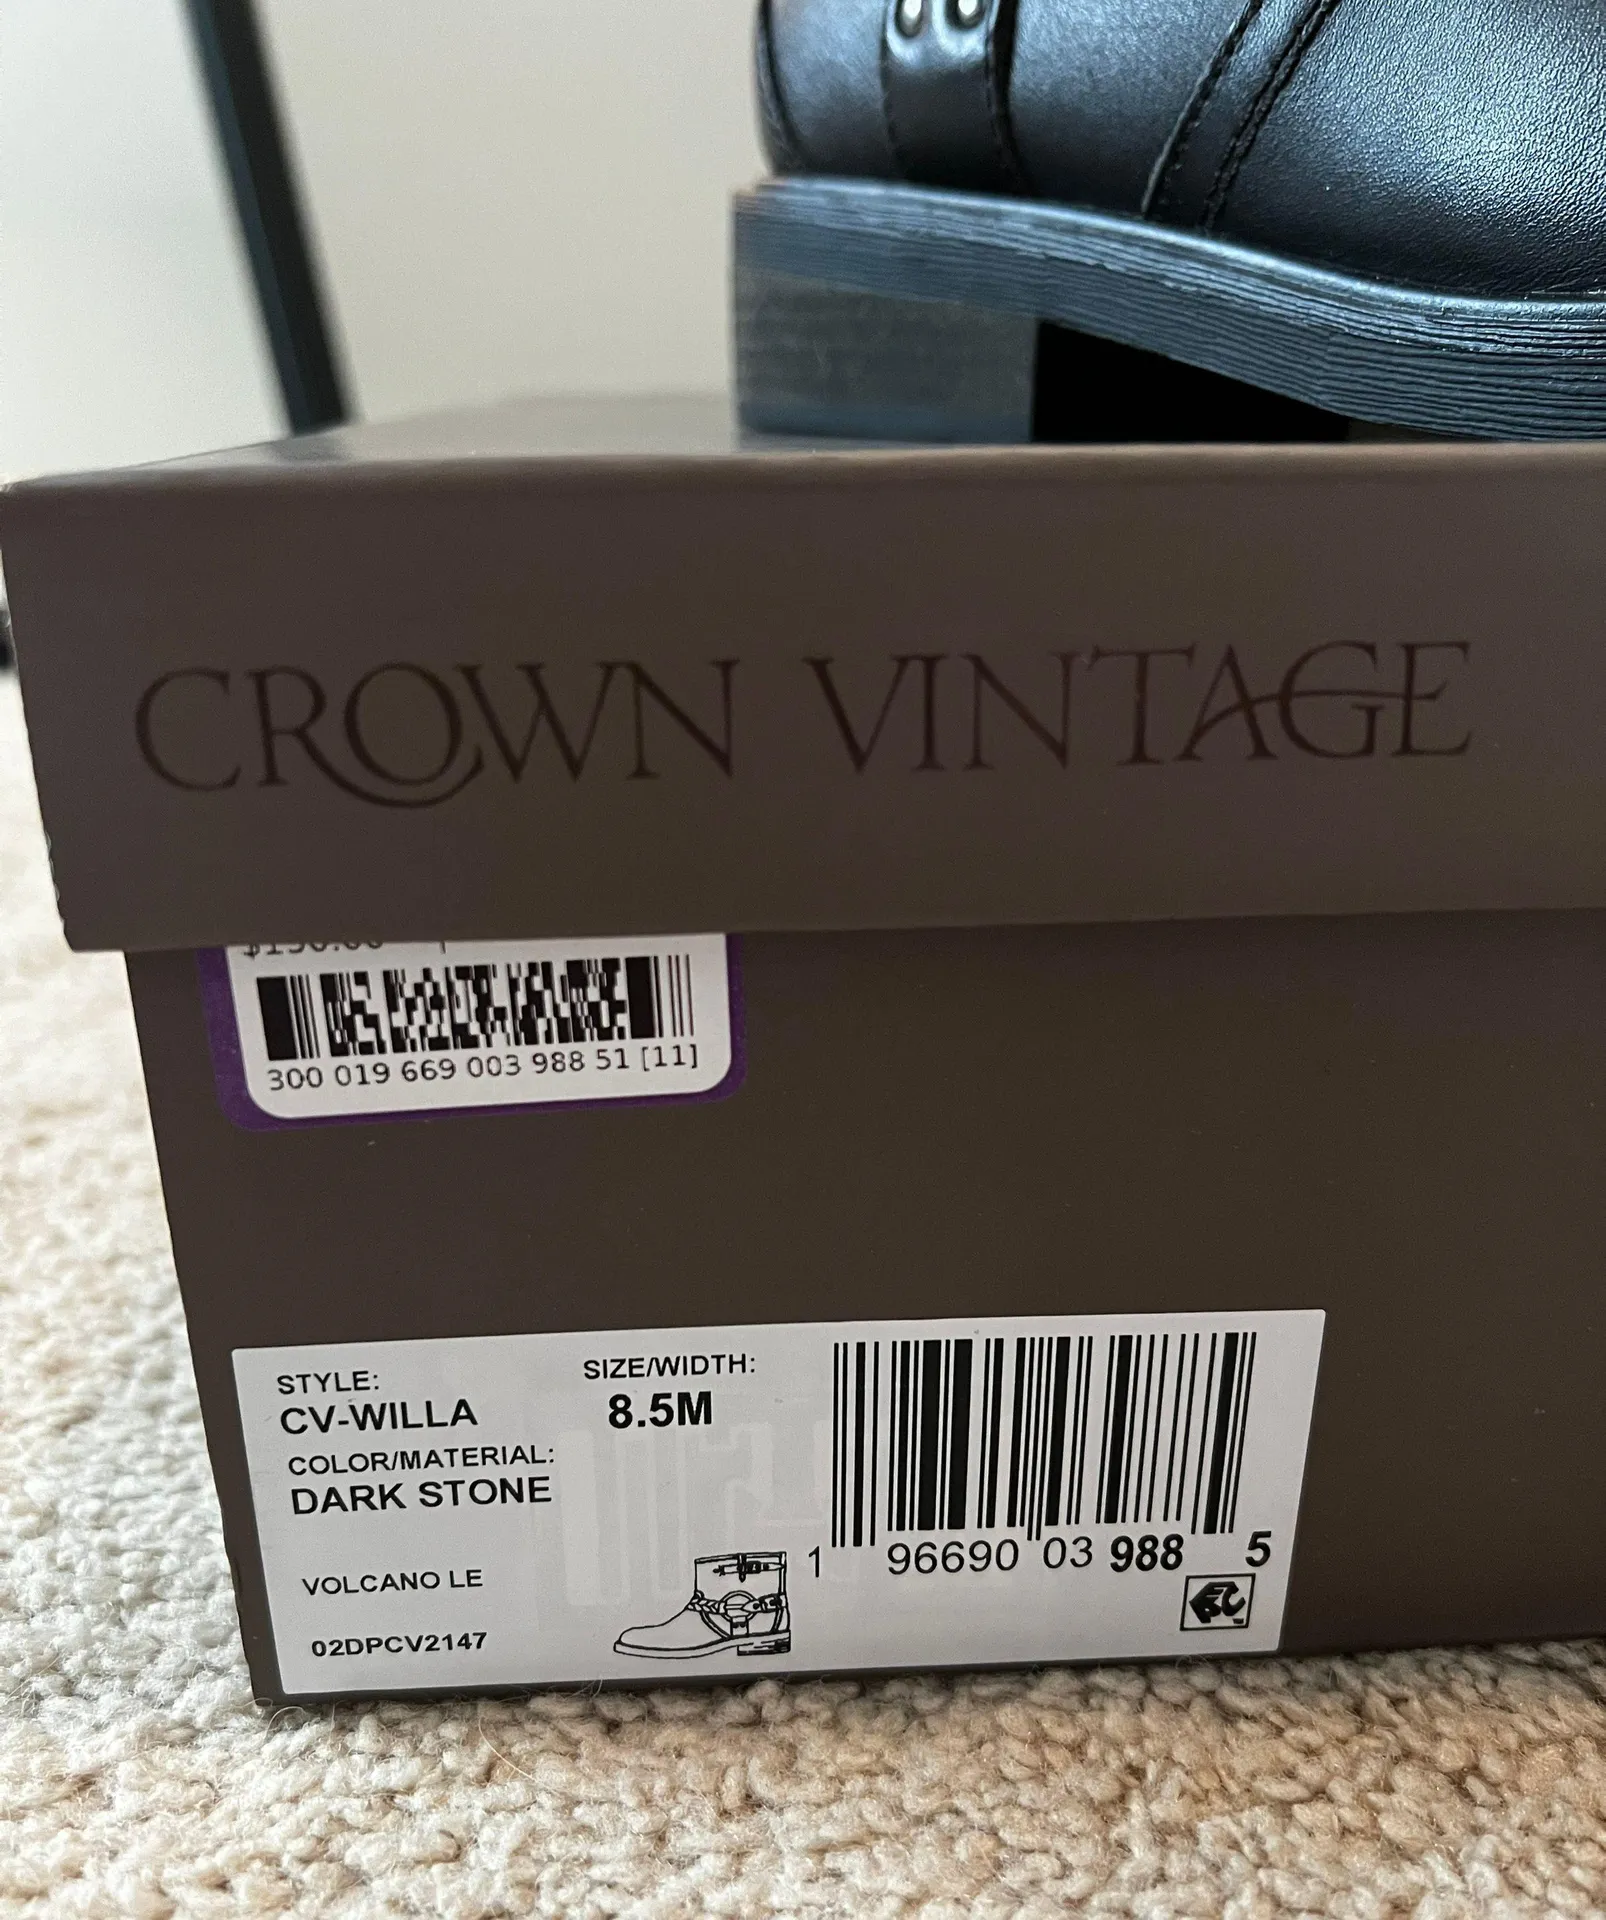 CROWN VINTAGE
300 019 669 003 988 51 [11]
STYLE:
CV-WILLA
SIZE/WIDTH:
8.5M
COLOR/MATERIAL:
DARK STONE
VOLCANO LE
02DPCV2147
1 96690 03 988 5